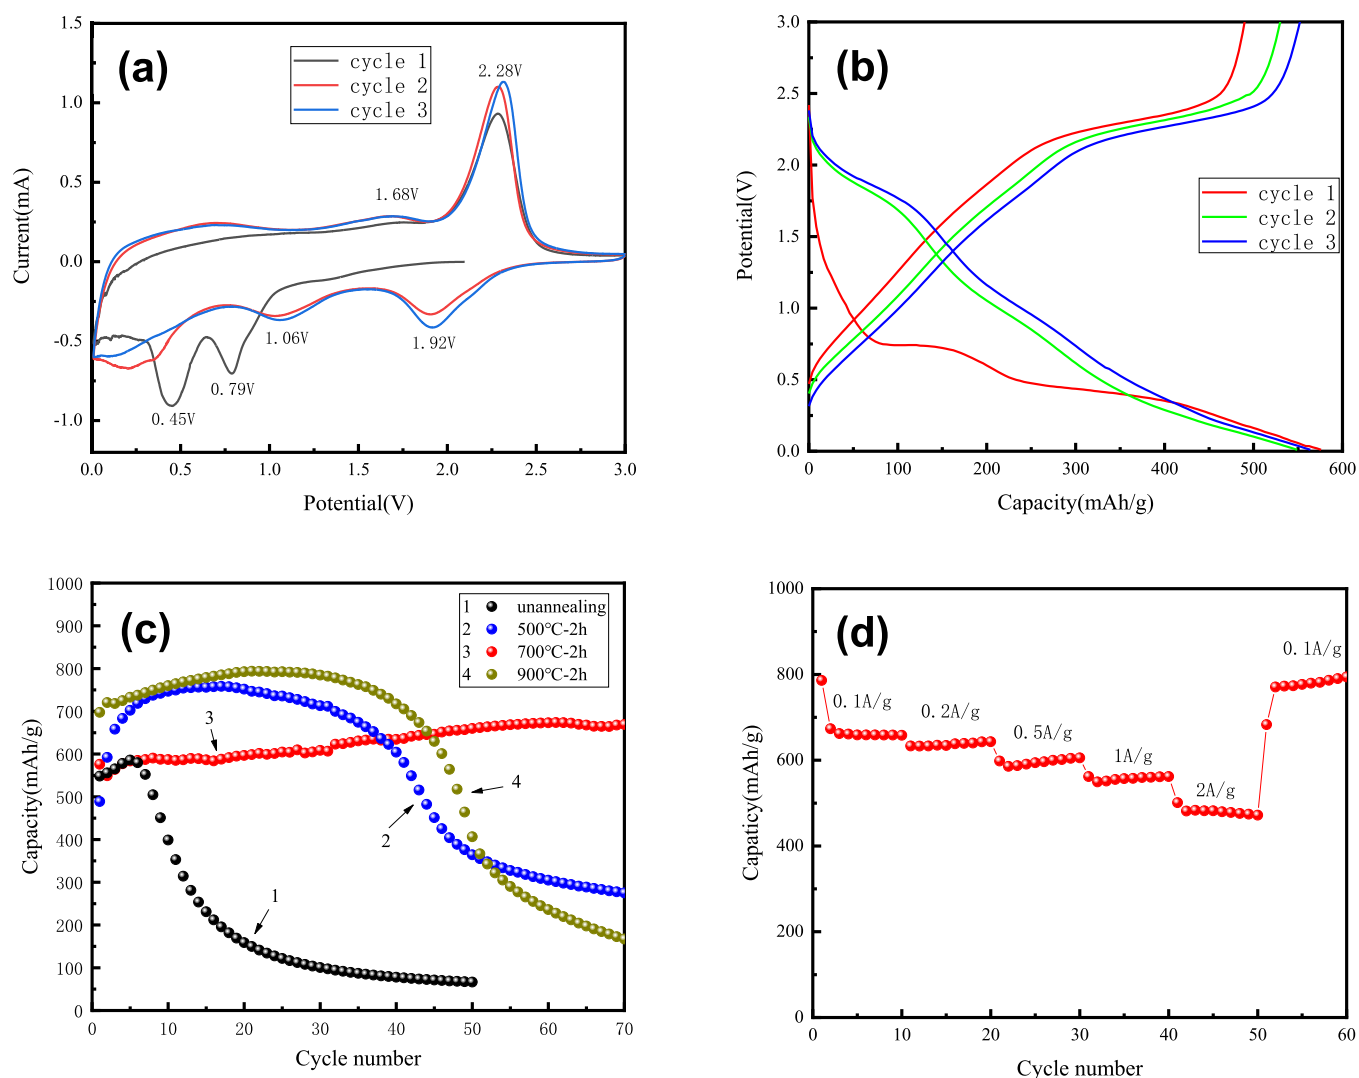 (a)
cycle 1
cycle 2
cycle 3
2.28V
1.68V
1.06V
1.92V
0.79V
0.45V
1.5
1.0
0.5
0.0
-0.5
-1.0
Current(mA)
0.0
0.5
1.0
1.5
2.0
2.5
3.0
Potential(V)
(b)
cycle 1
cycle 2
cycle 3
3.0
2.5
2.0
1.5
1.0
0.5
0.0
Potential(V)
0
100
200
300
400
500
600
Capacity(mAh/g)
(c)
1 unannealing
2 500℃-2h
3 700℃-2h
4 900℃-2h
3
4
2
1
1000
900
800
700
600
500
400
300
200
100
0
Capacity(mAh/g)
0
10
20
30
40
50
60
70
Cycle number
(d)
0.1A/g
0.2A/g
0.5A/g
1A/g
2A/g
0.1A/g
1000
800
600
400
200
0
Capaticy(mAh/g)
0
10
20
30
40
50
60
Cycle number